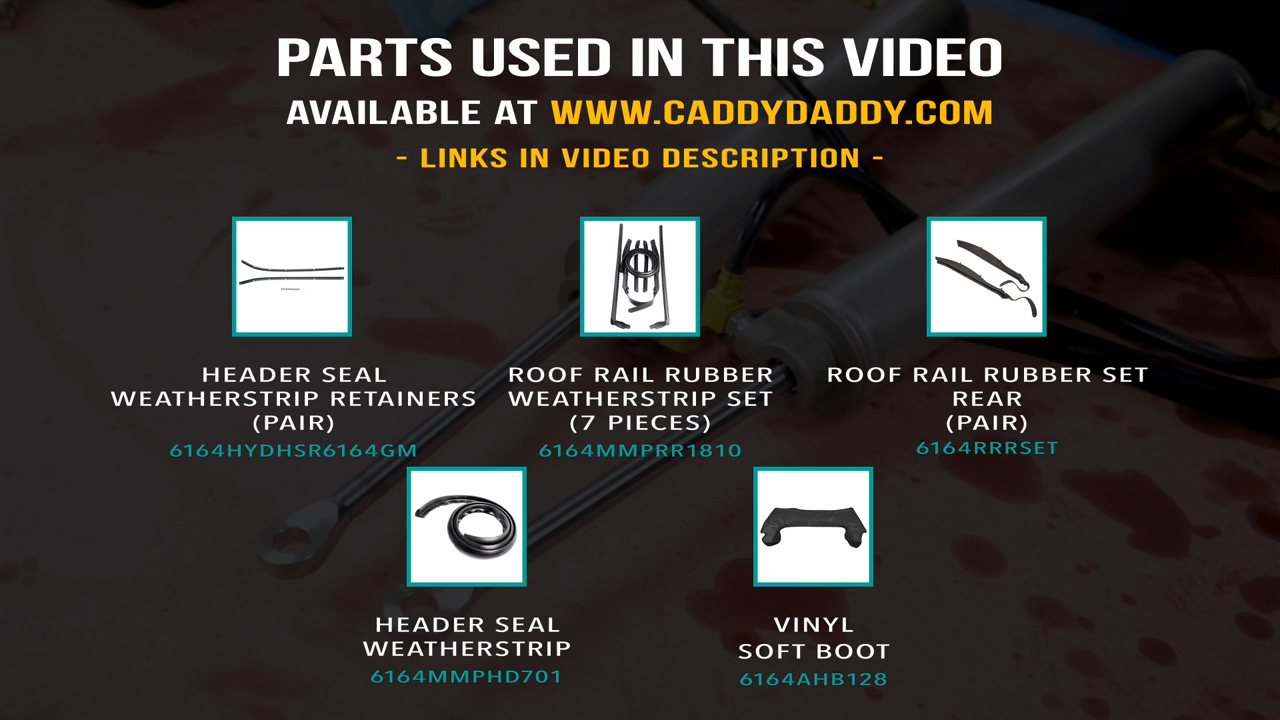 PARTS USED IN THIS VIDEO
AVAILABLE AT WWW.CADDYDADDY.COM
- LINKS IN VIDEO DESCRIPTION -
HEADER SEAL
WEATHERSTRIP RETAINERS
(PAIR)
6164HYDHSR6164GM
ROOF RAIL RUBBER
WEATHERSTRIP SET
(7 PIECES)
6164MMPRR1810
ROOF RAIL RUBBER SET
REAR
(PAIR)
6164RRRSET
HEADER SEAL
WEATHERSTRIP
6164MMPHD701
VINYL
SOFT BOOT
6164AHB128